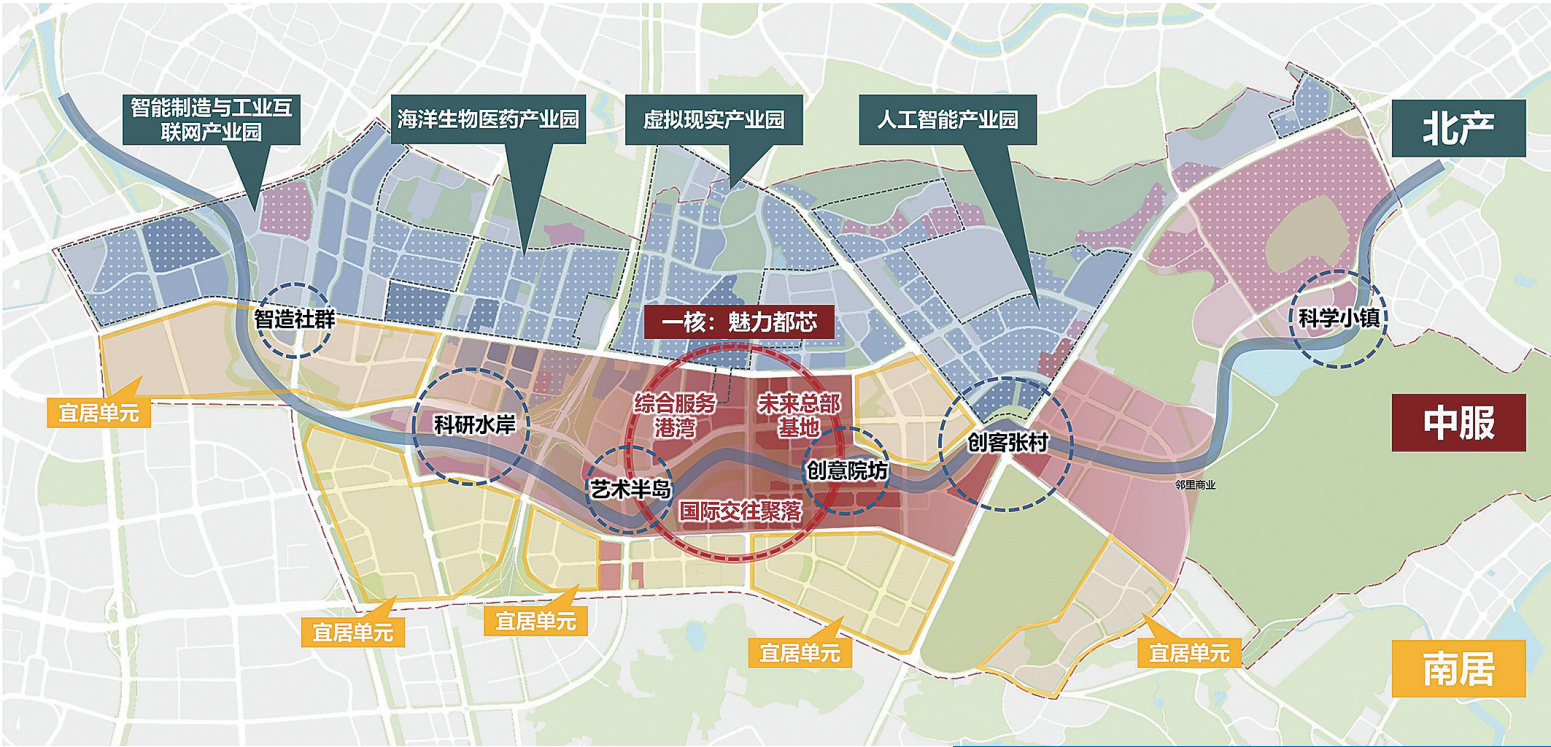 智能制造与工业互
联网产业园
海洋生物医药产业园
虚拟现实产业园
人工智能产业园
北产
智造社群
一核：魅力都芯
科学小镇
宜居单元
综合服务
港湾
未来总部
基地
中服
科研水岸
创客张村
创意院坊
艺术半岛
邻里商业
国际交往聚落
宜居单元
宜居单元
宜居单元
宜居单元
南居